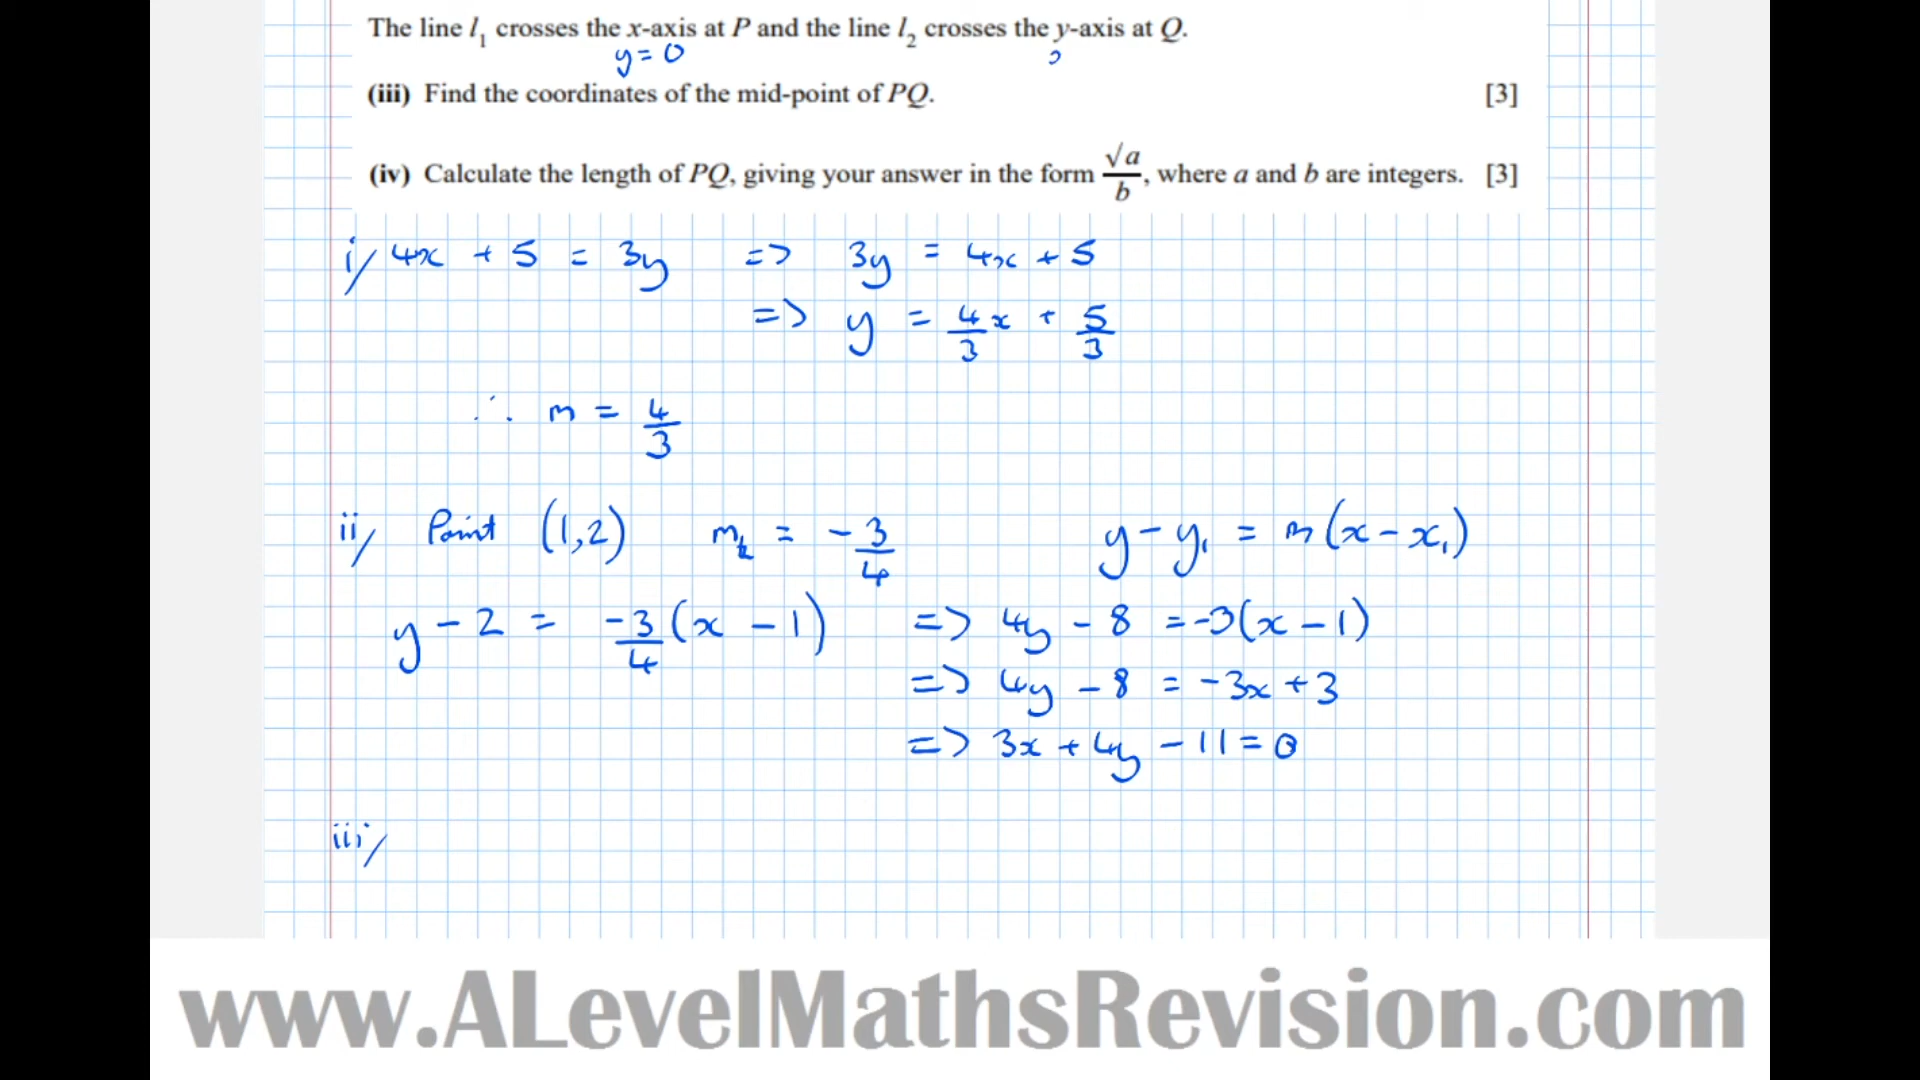 The line l₁ crosses the x-axis at P and the line l₂ crosses the y-axis at Q.
y = 0
(iii) Find the coordinates of the mid-point of PQ. [3]
(iv) Calculate the length of PQ, giving your answer in the form √a/b, where a and b are integers. [3]
i/ 4x + 5 = 3y => 3y = 4x + 5
=> y = 4/3 x + 5/3
∴ m = 4/3
ii/ Point (1,2) m₂ = -3/4 y - y₁ = m(x - x₁)
y - 2 = -3/4 (x - 1) => 4y - 8 = -3(x - 1)
=> 4y - 8 = -3x + 3
=> 3x + 4y - 11 = 0
iii/
www.ALevelMathsRevision.com